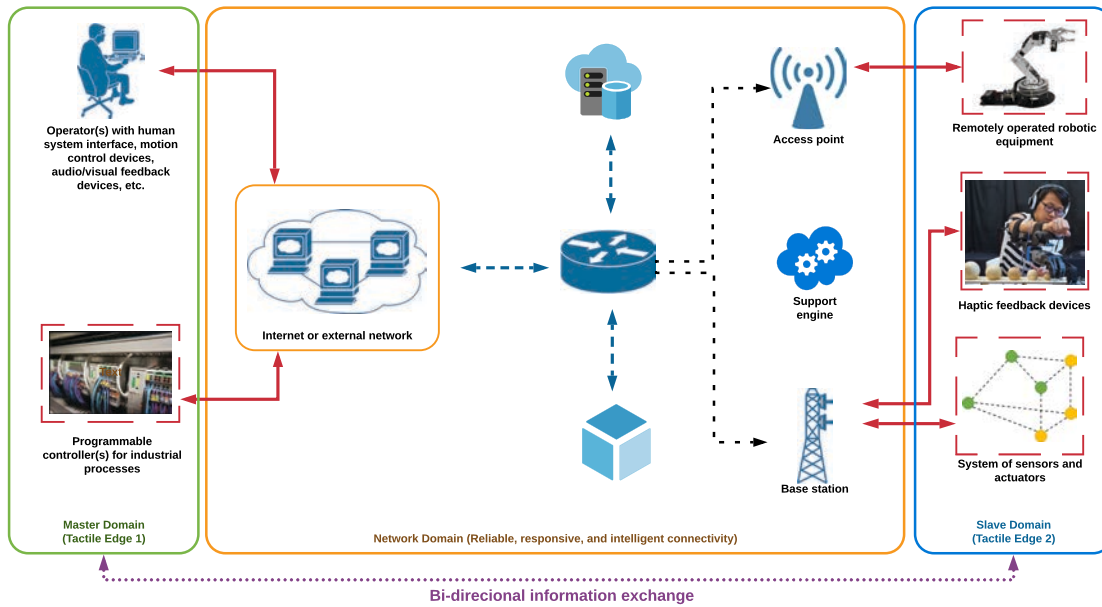 Operator(s) with human
system interface, motion
control devices,
audio/visual feedback
devices, etc.
Programmable
controller(s) for industrial
processes
Master Domain
(Tactile Edge 1)
Internet or external network
Access point
Support
engine
Base station
Network Domain (Reliable, responsive, and intelligent connectivity)
Remotely operated robotic
equipment
Haptic feedback devices
System of sensors and
actuators
Slave Domain
(Tactile Edge 2)
Bi-direcional information exchange